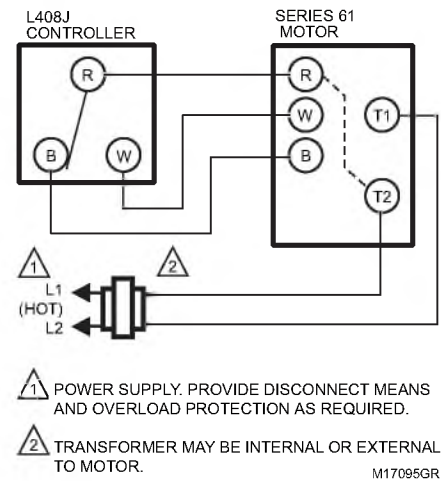 L408J
CONTROLLER
SERIES 61
MOTOR
R
B
W
R
W
B
T1
T2
1
2
L1
(HOT)
L2
1 POWER SUPPLY. PROVIDE DISCONNECT MEANS
AND OVERLOAD PROTECTION AS REQUIRED.
2 TRANSFORMER MAY BE INTERNAL OR EXTERNAL
TO MOTOR.
M17095GR